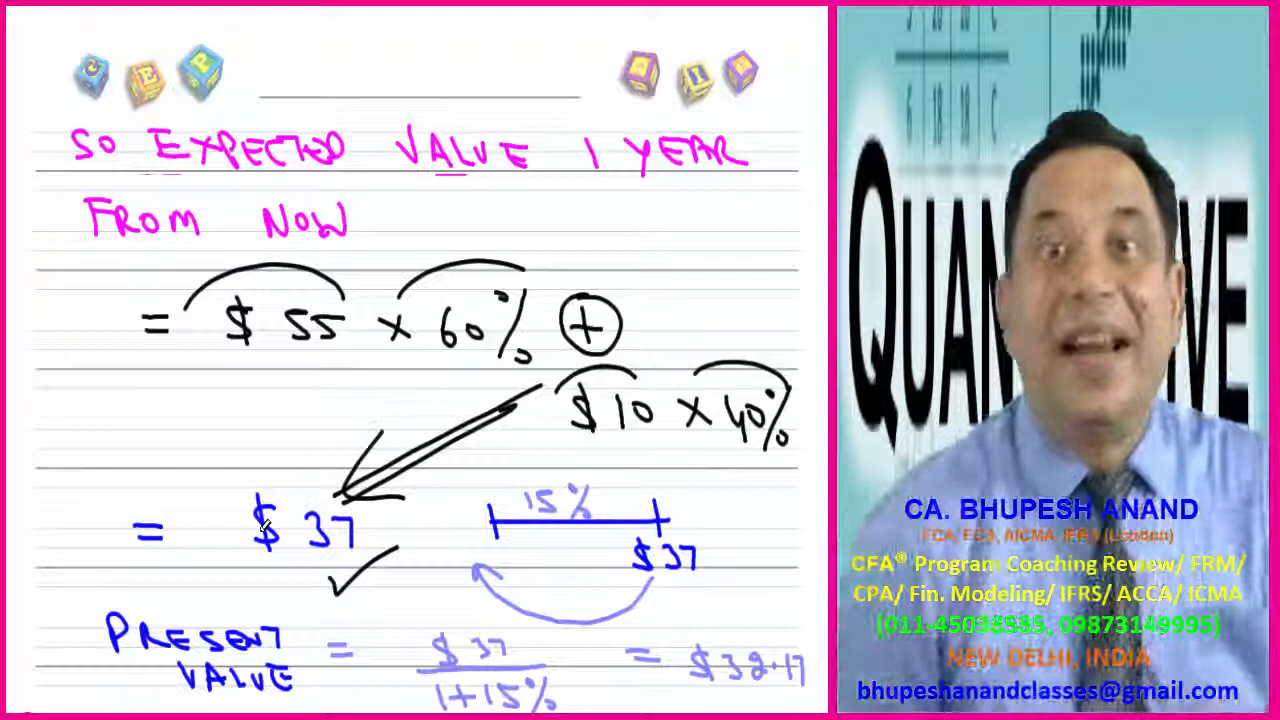 SO EXPECTED VALUE 1 YEAR
FROM NOW
= $ 55 × 60% +
$ 10 × 40%
= $ 37
15%
$ 37
PRESENT VALUE = $ 37 / 1+15% = $32.17
QUAN
VE
CA. BHUPESH ANAND
FCA,
CFA® Program Coaching Review/ FRM/
CPA/ Fin. Modeling/ IFRS/ ACCA/ ICMA
NEW DELHI, INDIA
bhupeshanandclasses@gmail.com